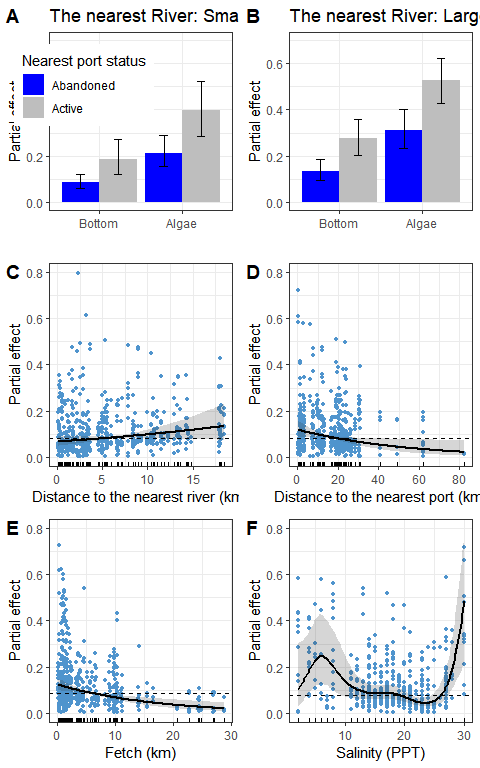 A The nearest River: Sma
B The nearest River: Larg
Nearest port status
Abandoned
Active
Partial effect
0.2
0.0
Bottom Algae
Partial effect
0.6
0.4
0.2
0.0
Bottom Algae
C
Partial effect
0.8
0.6
0.4
0.2
0.0
0 5 10 15
Distance to the nearest river (km
D
Partial effect
0.8
0.6
0.4
0.2
0.0
0 20 40 60 80
Distance to the nearest port (km
E
Partial effect
0.8
0.6
0.4
0.2
0.0
0 10 20 30
Fetch (km)
F
Partial effect
0.8
0.6
0.4
0.2
0.0
10 20 30
Salinity (PPT)